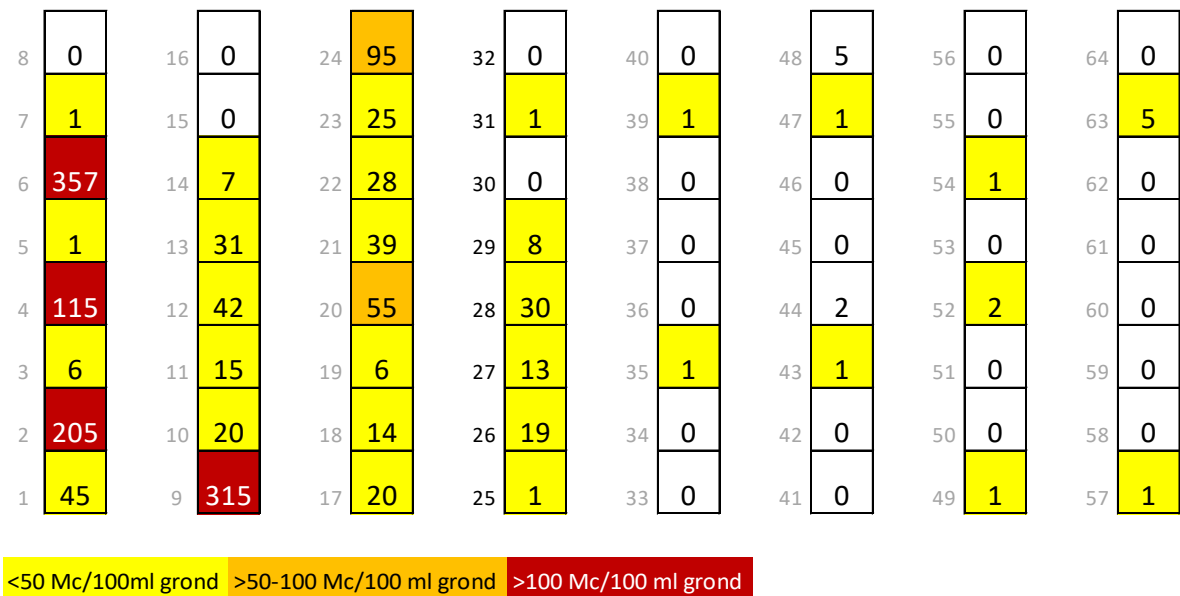 8 0 16 0 24 95 32 0 40 0 48 5 56 0 64 0
7 1 15 0 23 25 31 1 39 1 47 1 55 0 63 5
6 357 14 7 22 28 30 0 38 0 46 0 54 1 62 0
5 1 13 31 21 39 29 8 37 0 45 0 53 0 61 0
4 115 12 42 20 55 28 30 36 0 44 2 52 2 60 0
3 6 11 15 19 6 27 13 35 1 43 1 51 0 59 0
2 205 10 20 18 14 26 19 34 0 42 0 50 0 58 0
1 45 9 315 17 20 25 1 33 0 41 0 49 1 57 1
<50 Mc/100ml grond >50-100 Mc/100 ml grond >100 Mc/100 ml grond